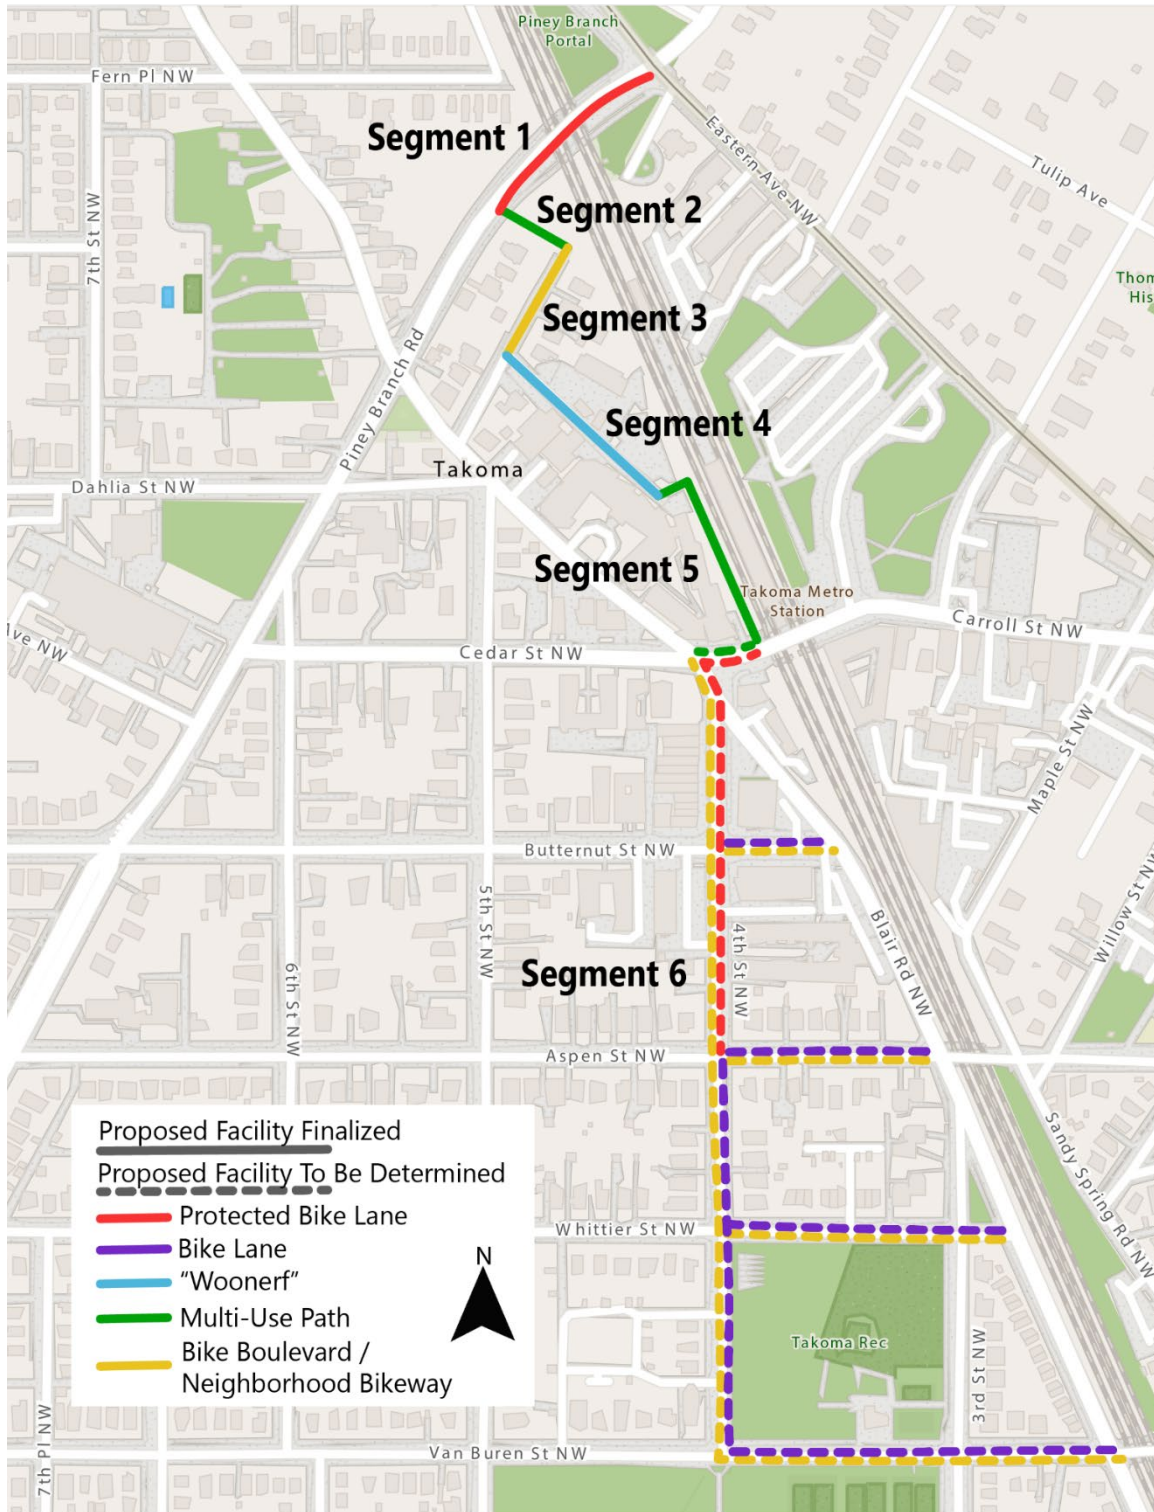 Piney Branch
Portal
Fern Pl NW
Segment 1
Eastern Ave NW
Tulip Ave
7th St NW
Segment 2
Thom
His
Segment 3
Piney Branch Rd
Segment 4
Takoma
Dahlia St NW
Segment 5
Takoma Metro
Station
Carroll St NW
Ave NW
Cedar St NW
Maple St NW
Butternut St NW
5th St NW
Willow St NW
Blair Rd NW
4th St NW
Segment 6
6th St NW
Aspen St NW
Sandy Spring Rd NW
Proposed Facility Finalized
Proposed Facility To Be Determined
Protected Bike Lane
Bike Lane
"Woonerf"
Multi-Use Path
Bike Boulevard /
Neighborhood Bikeway
N
Whittier St NW
Takoma Rec
3rd St NW
7th Pl NW
Van Buren St NW